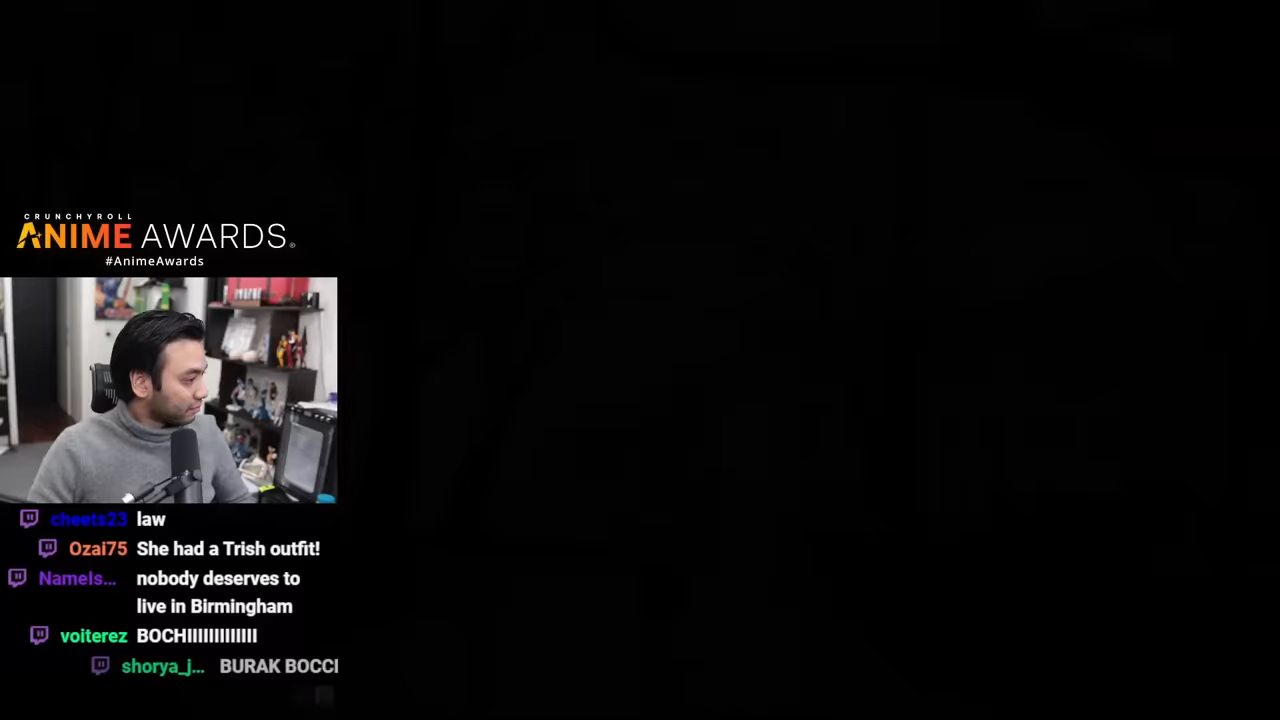 CRUNCHYROLL
ANIME AWARDS®
#AnimeAwards
cheets23 law
Ozai75 She had a Trish outfit!
NameIs... nobody deserves to
live in Birmingham
voiterez BOCHIIIIIIIIIIIII
shorya_j... BURAK BOCCI